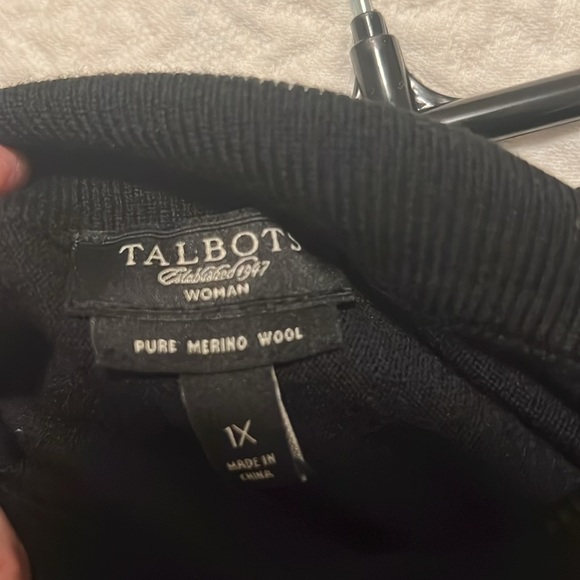 TALBOTS
Established 1947
WOMAN
PURE MERINO WOOL
1X
MADE IN
CHINA